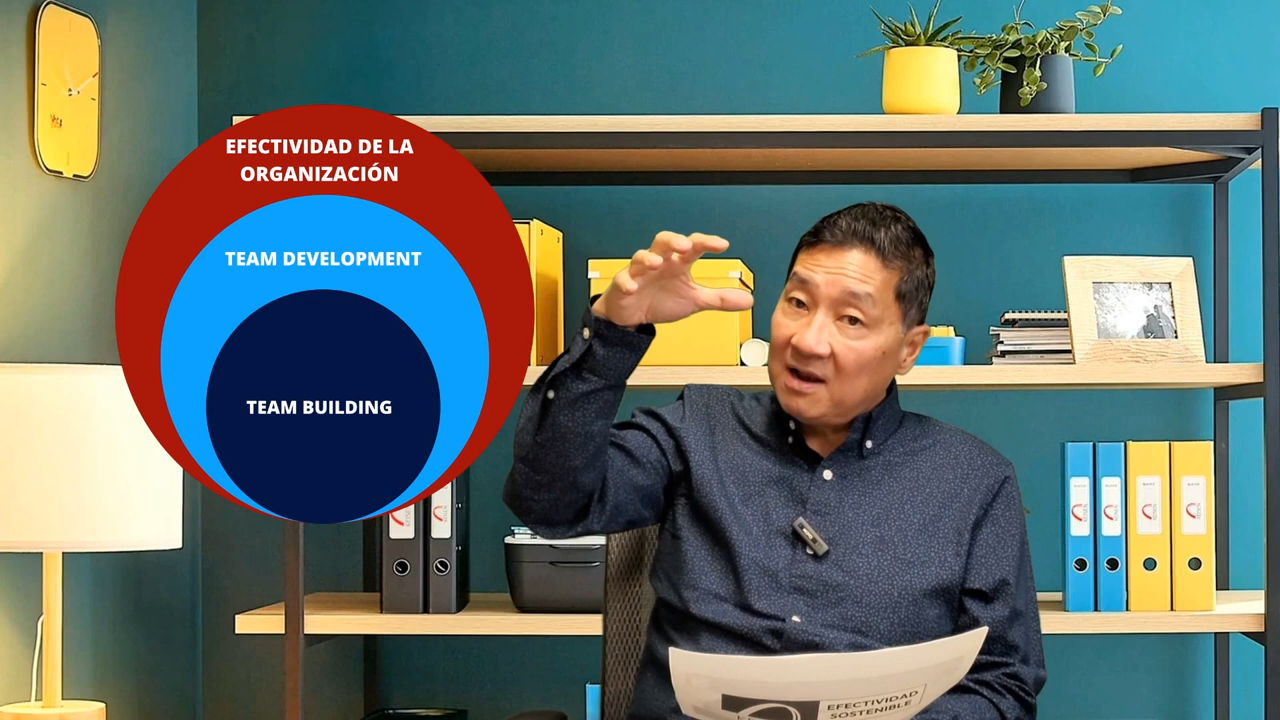 EFECTIVIDAD DE LA
ORGANIZACIÓN
TEAM DEVELOPMENT
TEAM BUILDING
EFECTIVIDAD
SOSTENIBLE